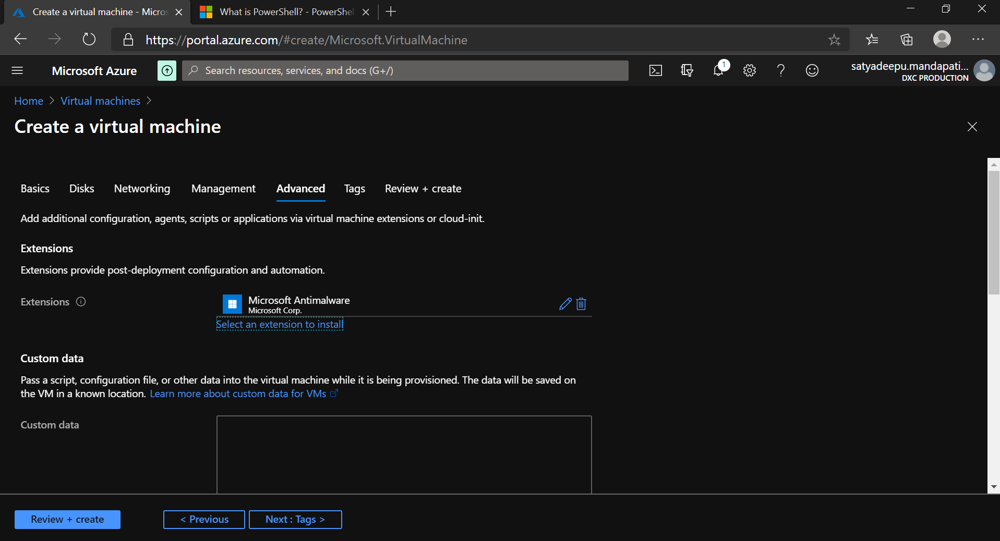 Create a virtual machine - Micros
What is PowerShell? - PowerShel
https://portal.azure.com/#create/Microsoft.VirtualMachine
Microsoft Azure
Search resources, services, and docs (G+/)
1
satyadeepu.mandapati...
DXC PRODUCTION
Home > Virtual machines >
Create a virtual machine
Basics Disks Networking Management Advanced Tags Review + create
Add additional configuration, agents, scripts or applications via virtual machine extensions or cloud-init.
Extensions
Extensions provide post-deployment configuration and automation.
Extensions
Microsoft Antimalware
Microsoft Corp.
Select an extension to install
Custom data
Pass a script, configuration file, or other data into the virtual machine while it is being provisioned. The data will be saved on
the VM in a known location. Learn more about custom data for VMs
Custom data
Review + create
< Previous
Next : Tags >